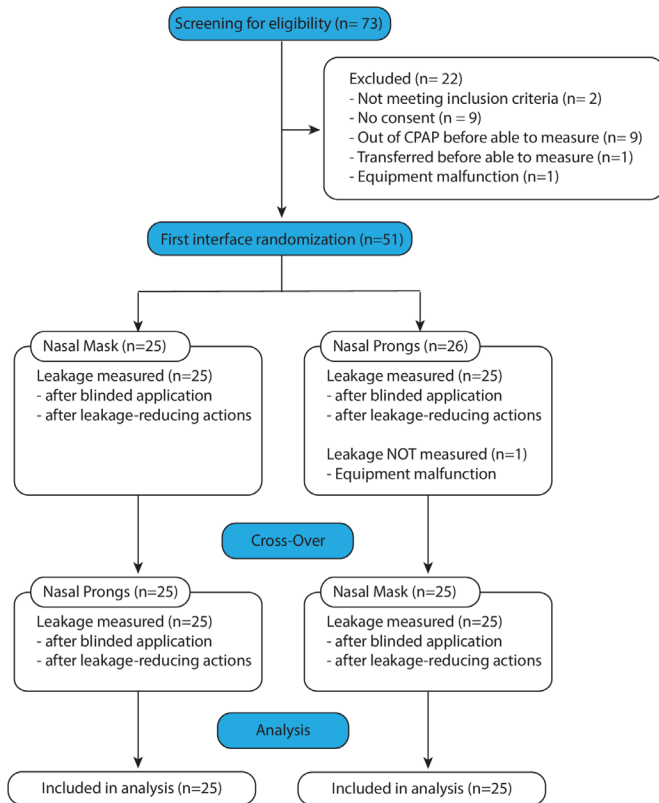 Screening for eligibility (n= 73)
Excluded (n= 22)
- Not meeting inclusion criteria (n= 2)
- No consent (n = 9)
- Out of CPAP before able to measure (n= 9)
- Transferred before able to measure (n=1)
- Equipment malfunction (n=1)
First interface randomization (n=51)
Nasal Mask (n=25)
Leakage measured (n=25)
- after blinded application
- after leakage-reducing actions
Nasal Prongs (n=26)
Leakage measured (n=25)
- after blinded application
- after leakage-reducing actions
Leakage NOT measured (n=1)
- Equipment malfunction
Cross-Over
Nasal Prongs (n=25)
Leakage measured (n=25)
- after blinded application
- after leakage-reducing actions
Nasal Mask (n=25)
Leakage measured (n=25)
- after blinded application
- after leakage-reducing actions
Analysis
Included in analysis (n=25)
Included in analysis (n=25)